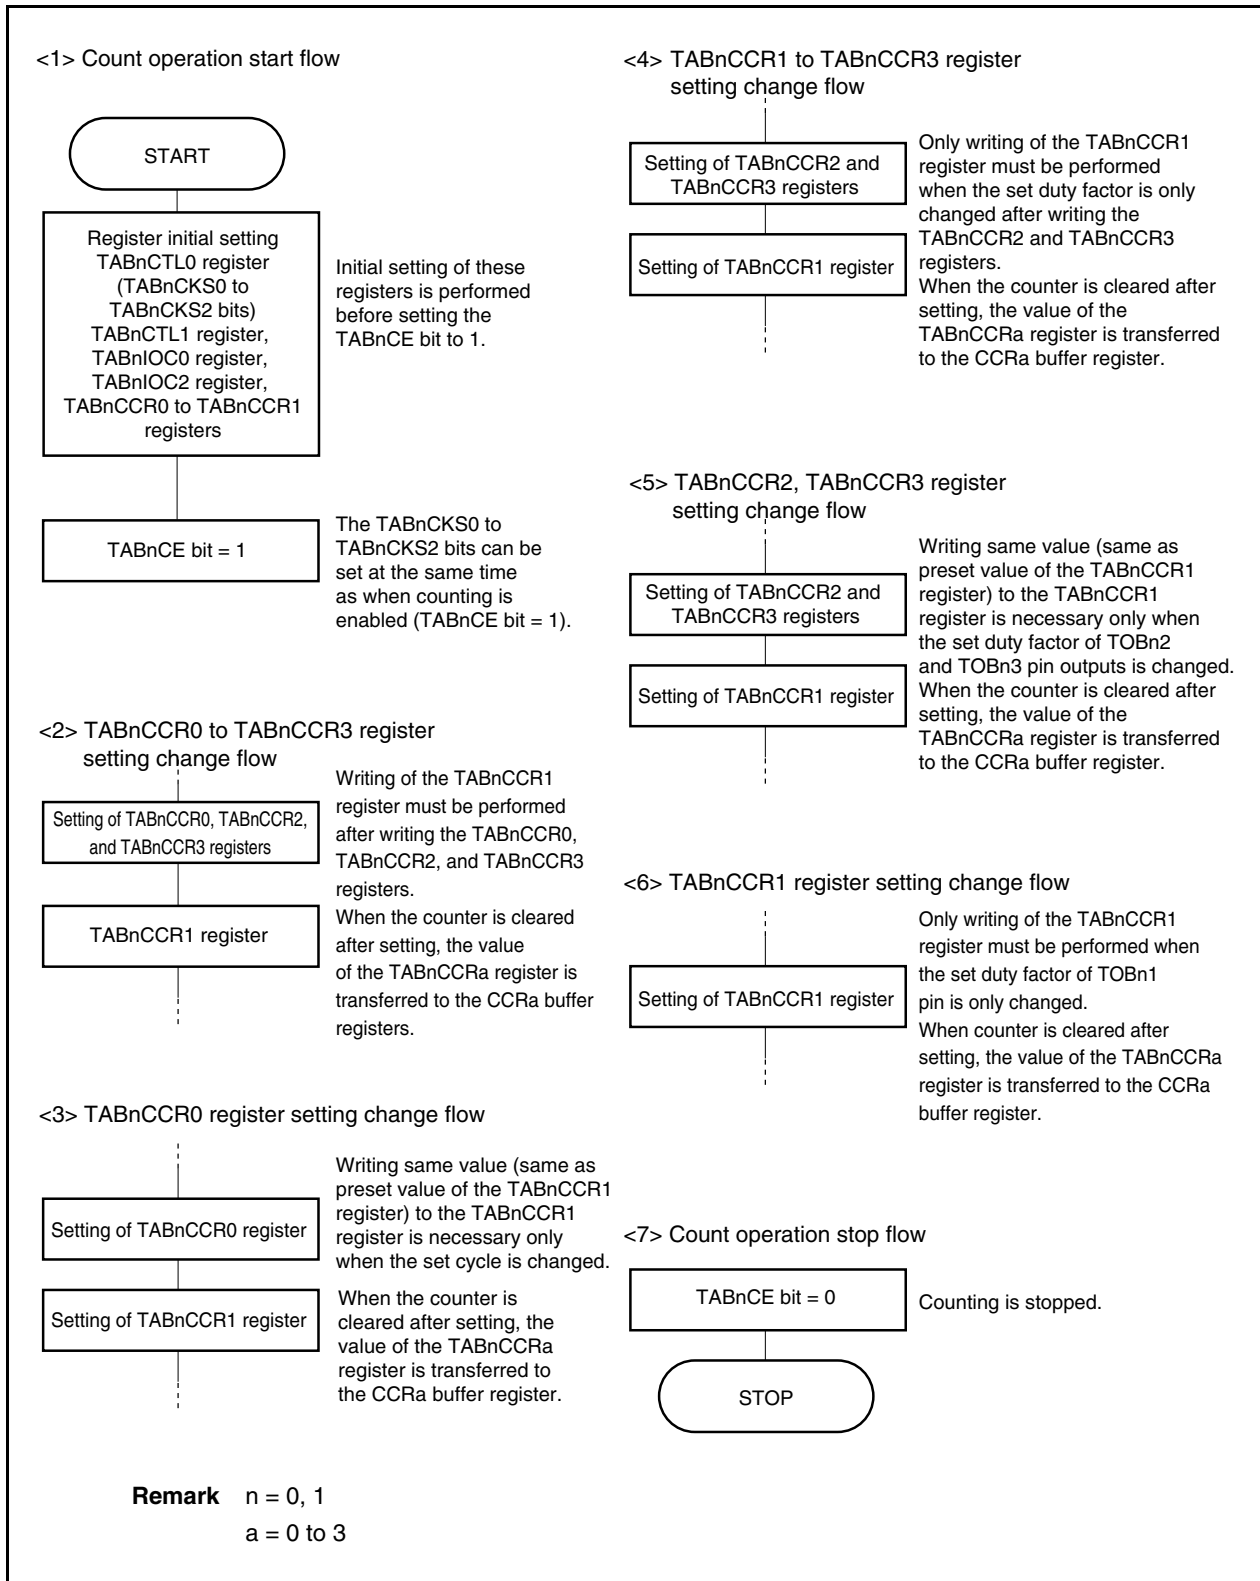 <1> Count operation start flow
START
Register initial setting
TABnCTL0 register
(TABnCKS0 to
TABnCKS2 bits)
TABnCTL1 register,
TABnIOC0 register,
TABnIOC2 register,
TABnCCR0 to TABnCCR1
registers
Initial setting of these
registers is performed
before setting the
TABnCE bit to 1.
TABnCE bit = 1
The TABnCKS0 to
TABnCKS2 bits can be
set at the same time
as when counting is
enabled (TABnCE bit = 1).
<2> TABnCCR0 to TABnCCR3 register
setting change flow
Setting of TABnCCR0, TABnCCR2,
and TABnCCR3 registers
TABnCCR1 register
Writing of the TABnCCR1
register must be performed
after writing the TABnCCR0,
TABnCCR2, and TABnCCR3
registers.
When the counter is cleared
after setting, the value
of the TABnCCRa register is
transferred to the CCRa buffer
registers.
<3> TABnCCR0 register setting change flow
Setting of TABnCCR0 register
Setting of TABnCCR1 register
Writing same value (same as
preset value of the TABnCCR1
register) to the TABnCCR1
register is necessary only
when the set cycle is changed.
When the counter is
cleared after setting, the
value of the TABnCCRa
register is transferred to
the CCRa buffer register.
<4> TABnCCR1 to TABnCCR3 register
setting change flow
Setting of TABnCCR2 and
TABnCCR3 registers
Setting of TABnCCR1 register
Only writing of the TABnCCR1
register must be performed
when the set duty factor is only
changed after writing the
TABnCCR2 and TABnCCR3
registers.
When the counter is cleared after
setting, the value of the
TABnCCRa register is transferred
to the CCRa buffer register.
<5> TABnCCR2, TABnCCR3 register
setting change flow
Setting of TABnCCR2 and
TABnCCR3 registers
Setting of TABnCCR1 register
Writing same value (same as
preset value of the TABnCCR1
register) to the TABnCCR1
register is necessary only when
the set duty factor of TOBn2
and TOBn3 pin outputs is changed.
When the counter is cleared after
setting, the value of the
TABnCCRa register is transferred
to the CCRa buffer register.
<6> TABnCCR1 register setting change flow
Setting of TABnCCR1 register
Only writing of the TABnCCR1
register must be performed when
the set duty factor of TOBn1
pin is only changed.
When counter is cleared after
setting, the value of the TABnCCRa
register is transferred to the CCRa
buffer register.
<7> Count operation stop flow
TABnCE bit = 0
Counting is stopped.
STOP
Remark n = 0, 1
a = 0 to 3